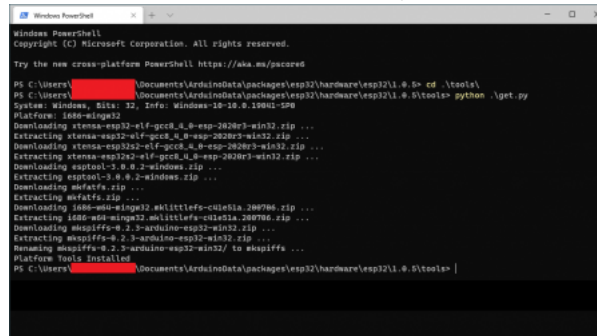 Windows PowerShell
Windows PowerShell
Copyright (C) Microsoft Corporation. All rights reserved.
Try the new cross-platform PowerShell https://aka.ms/pscore6
PS C:\Users\ \Documents\ArduinoData\packages\esp32\hardware\esp32\1.0.5> cd .\tools\
PS C:\Users\ \Documents\ArduinoData\packages\esp32\hardware\esp32\1.0.5\tools> python .\get.py
System: Windows, Bits: 32, Info: Windows-10-10.0.19041-SP0
Platform: i686-mingw32
Downloading xtensa-esp32-elf-gcc8_4_0-esp-2020r3-win32.zip ...
Extracting xtensa-esp32-elf-gcc8_4_0-esp-2020r3-win32.zip ...
Downloading xtensa-esp32s2-elf-gcc8_4_0-esp-2020r3-win32.zip ...
Extracting xtensa-esp32s2-elf-gcc8_4_0-esp-2020r3-win32.zip ...
Downloading esptool-3.0.0.2-windows.zip ...
Extracting esptool-3.0.0.2-windows.zip ...
Downloading mkfatfs.zip ...
Extracting mkfatfs.zip ...
Downloading i686-w64-mingw32.mklittlefs-c41e51a.200706.zip ...
Extracting i686-w64-mingw32.mklittlefs-c41e51a.200706.zip ...
Downloading mkspiffs-0.2.3-arduino-esp32-win32.zip ...
Extracting mkspiffs-0.2.3-arduino-esp32-win32.zip ...
Renaming mkspiffs-0.2.3-arduino-esp32-win32/ to mkspiffs ...
Platform Tools Installed
PS C:\Users\ \Documents\ArduinoData\packages\esp32\hardware\esp32\1.0.5\tools>